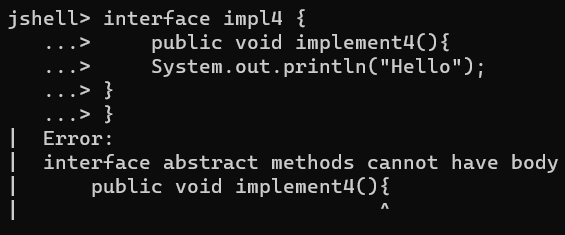 jshell> interface impl4 {
   ...>     public void implement4(){
   ...>     System.out.println("Hello");
   ...> }
   ...> }
|  Error:
|  interface abstract methods cannot have body
|      public void implement4(){
|                              ^